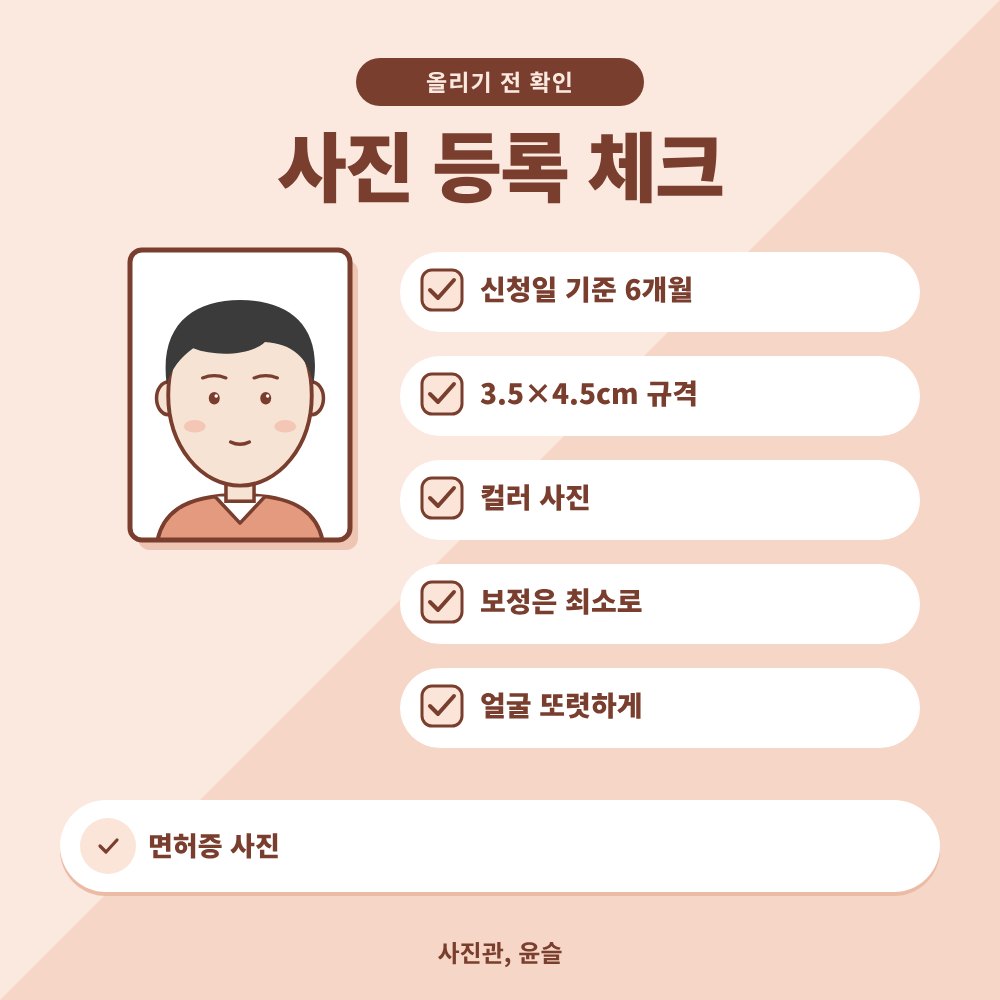 올리기 전 확인
사진 등록 체크
신청일 기준 6개월
3.5×4.5cm 규격
컬러 사진
보정은 최소로
얼굴 또렷하게
면허증 사진
사진관, 윤슬